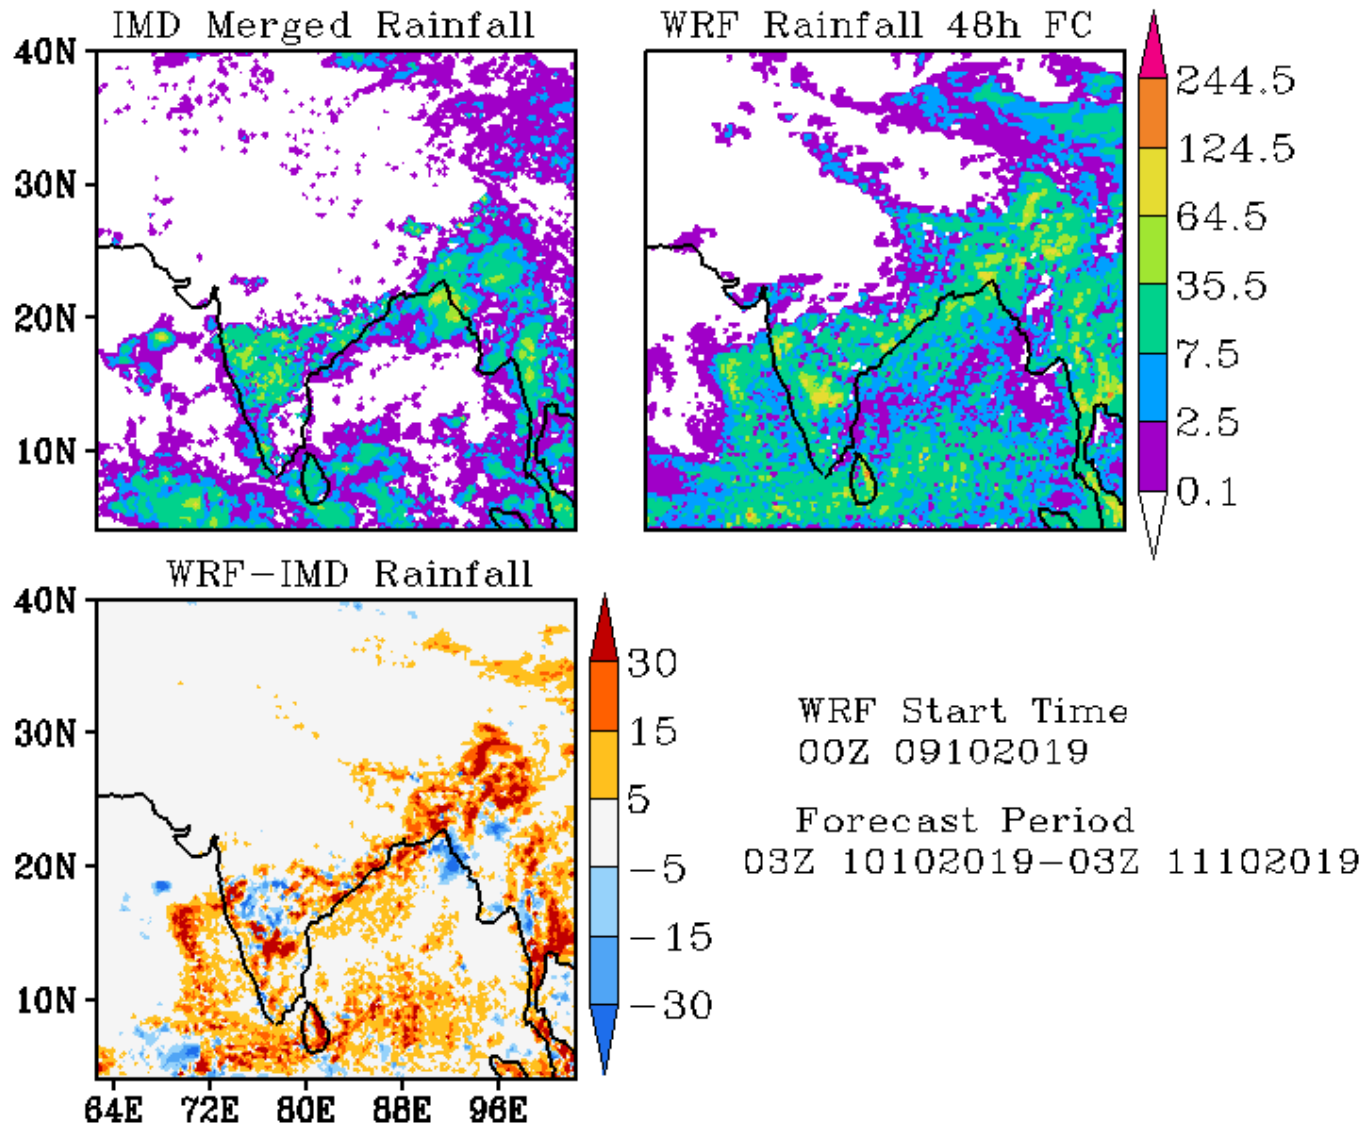 IMD Merged Rainfall
WRF Rainfall 48h FC
40N
30N
20N
10N
244.5
124.5
64.5
35.5
7.5
2.5
0.1
WRF-IMD Rainfall
40N
30N
20N
10N
64E 72E 80E 88E 96E
30
15
5
-5
-15
-30
WRF Start Time
00Z 09102019
Forecast Period
03Z 10102019-03Z 11102019